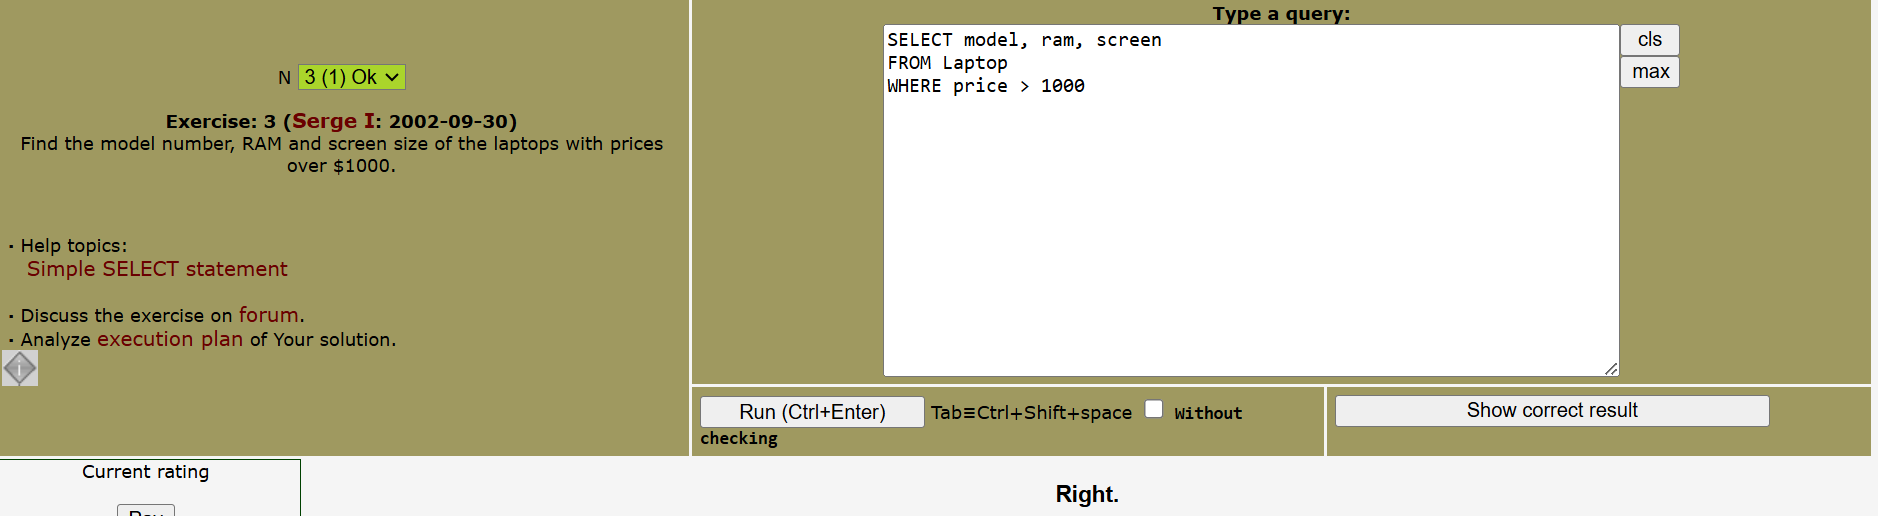 N 3 (1) Ok
Exercise: 3 (Serge I: 2002-09-30)
Find the model number, RAM and screen size of the laptops with prices
over $1000.
· Help topics:
Simple SELECT statement
· Discuss the exercise on forum.
· Analyze execution plan of Your solution.
i
Type a query:
SELECT model, ram, screen
FROM Laptop
WHERE price > 1000
cls
max
Run (Ctrl+Enter) Tab≡Ctrl+Shift+space Without
checking
Show correct result
Current rating
Right.